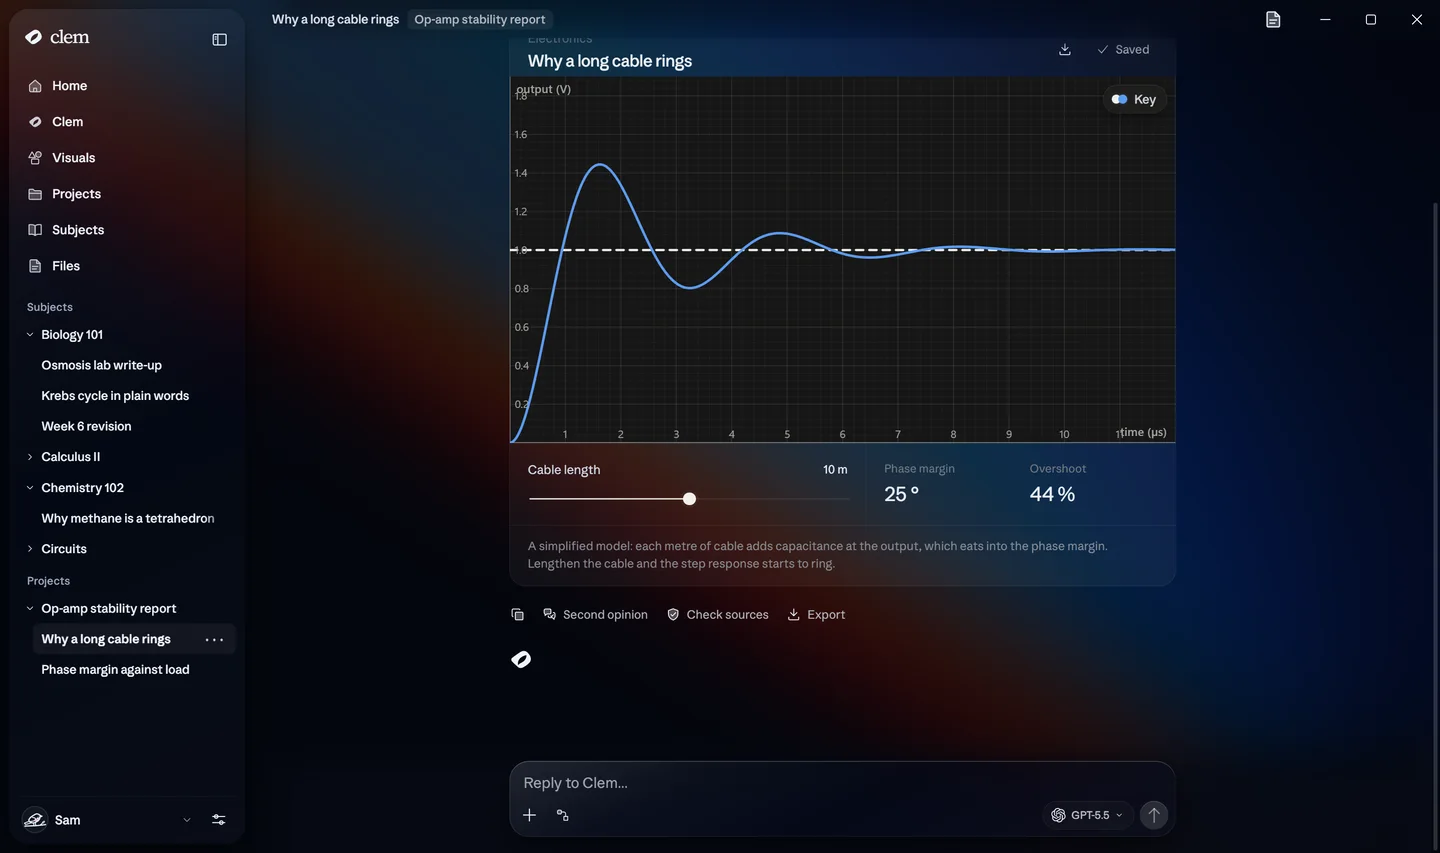 clem
Home
Clem
Visuals
Projects
Subjects
Files
Subjects
Biology 101
Osmosis lab write-up
Krebs cycle in plain words
Week 6 revision
Calculus II
Chemistry 102
Why methane is a tetrahedron
Circuits
Projects
Op-amp stability report
Why a long cable rings
Phase margin against load
Sam
Why a long cable rings Op-amp stability report
Electronics
Why a long cable rings
Saved
output (V)
Key
1.8
1.6
1.4
1.2
1.0
0.8
0.6
0.4
0.2
1 2 3 4 5 6 7 8 9 10 11
time (μs)
Cable length 10 m
Phase margin
25 °
Overshoot
44 %
A simplified model: each metre of cable adds capacitance at the output, which eats into the phase margin.
Lengthen the cable and the step response starts to ring.
Second opinion Check sources Export
Reply to Clem...
GPT-5.5